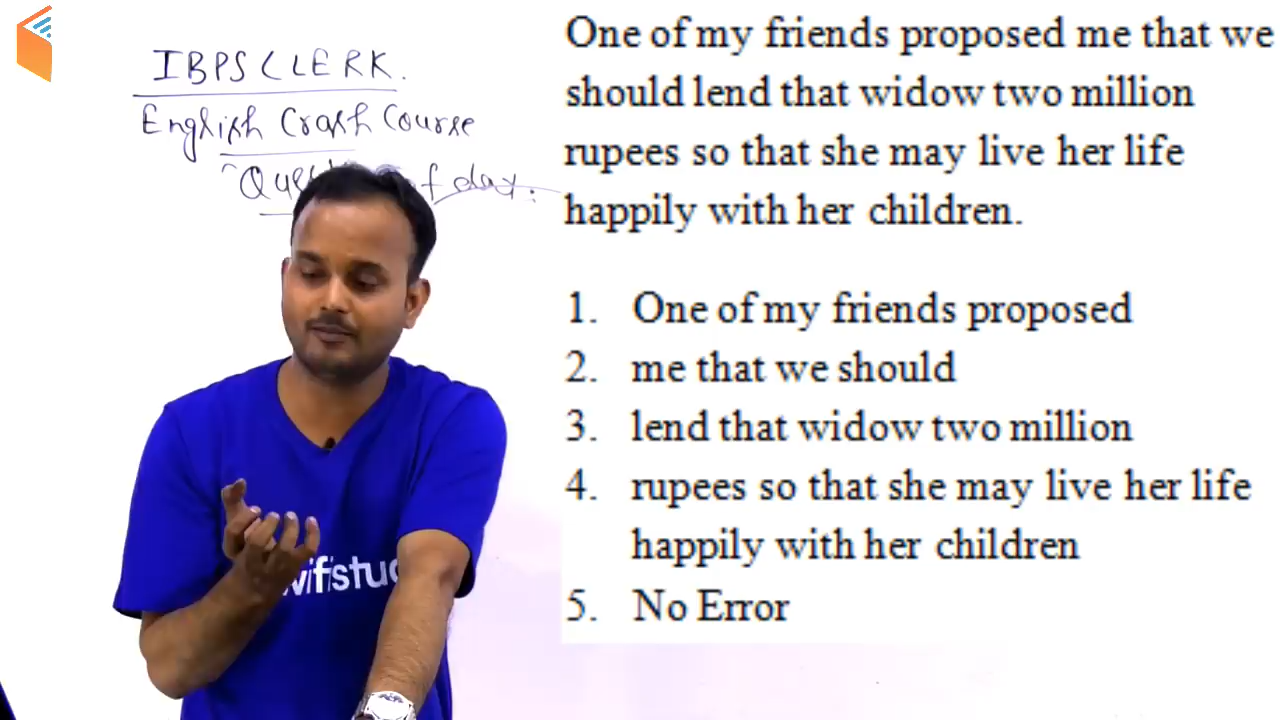 IBPS CLERK.
English Crash Course
of day:
One of my friends proposed me that we
should lend that widow two million
rupees so that she may live her life
happily with her children.
1. One of my friends proposed
2. me that we should
3. lend that widow two million
4. rupees so that she may live her life
happily with her children
5. No Error